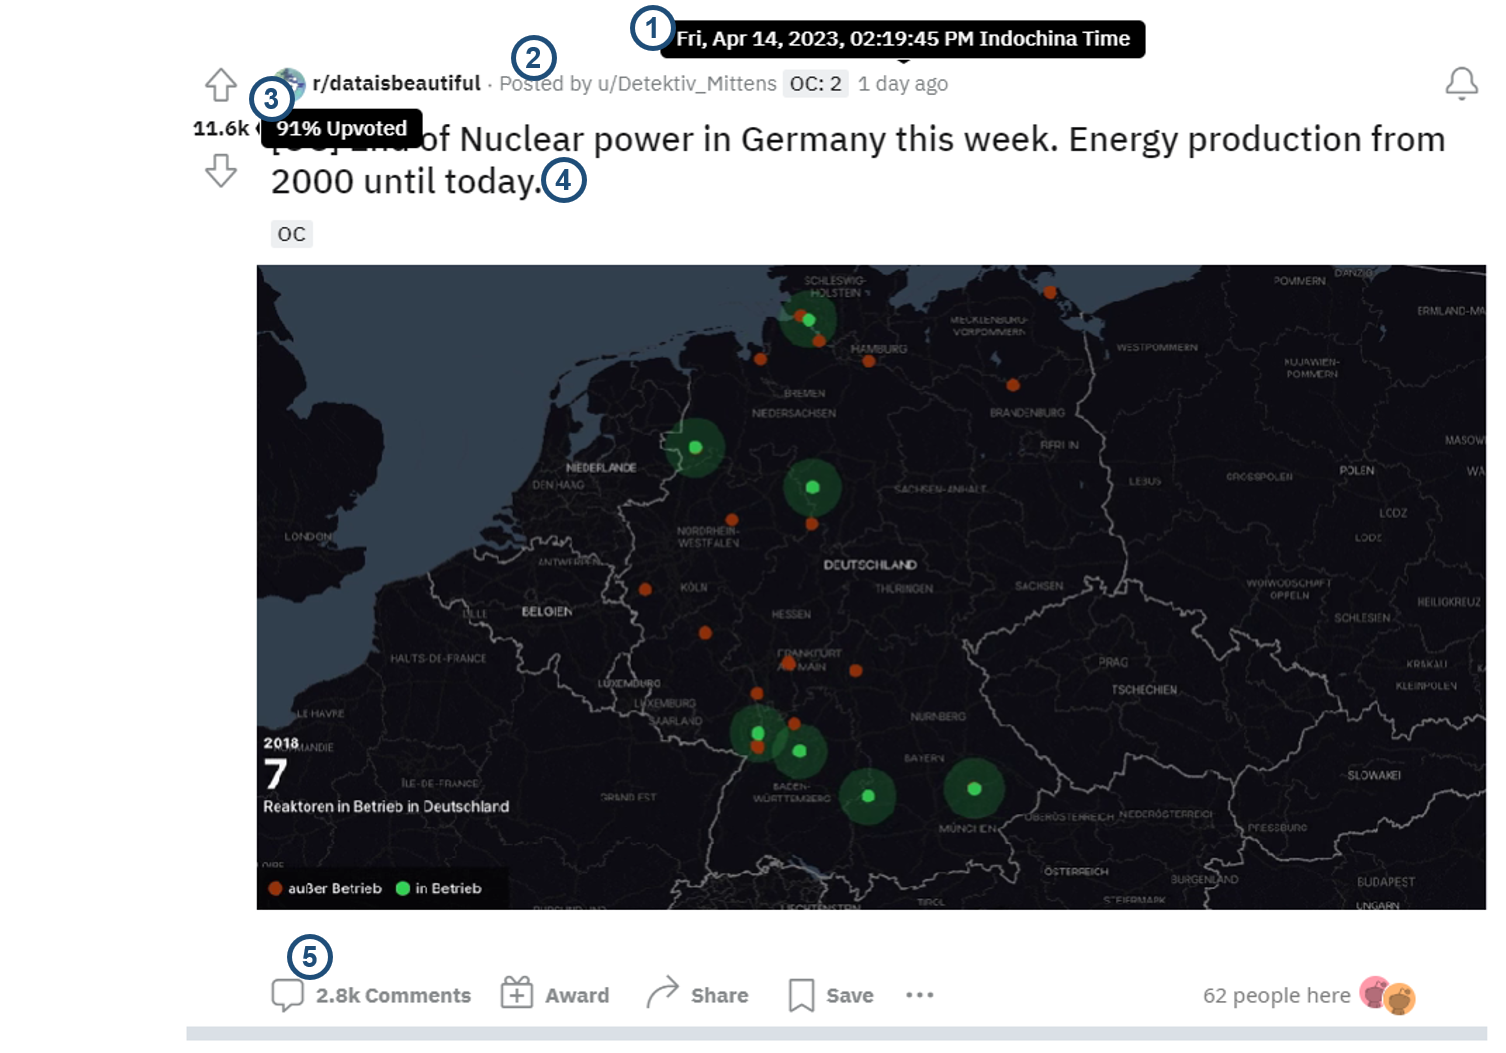 1
Fri, Apr 14, 2023, 02:19:45 PM Indochina Time
2
r/dataisbeautiful · Posted by u/Detektiv_Mittens OC: 2 1 day ago
3
11.6k
91% Upvoted
of Nuclear power in Germany this week. Energy production from
2000 until today.
4
OC
SCHLESWIG-
HOLSTEIN
POMMERN
DANZIG
ERMLAND-MA
MECKLENBURG-
VORPOMMERN
HAMBURG
WESTPOMMERN
KUJAWIEN-
POMMERN
BREMEN
NIEDERSACHSEN
BRANDENBURG
BERLIN
MASOW
NIEDERLANDE
DEN HAAG
SACHSEN-ANHALT
LEBUS
GROSSPOLEN
POLEN
WA
LONDON
NORDRHEIN-
WESTFALEN
LODZ
LODZ
ANTWERPEN
DEUTSCHLAND
KÖLN
THÜRINGEN
SACHSEN
WOIWODSCHAFT
OPPELN
BELGIEN
LILLE
HESSEN
HEILIGKREUZ
SCHLESIEN
HAUTS-DE-FRANCE
FRANKFURT
AM MAIN
PRAG
KRAKAU
TSCHECHIEN
KLEINPOLEN
LUXEMBURG
LUXEMBURG
SAARLAND
LE HAVRE
NÜRNBERG
2018
NORMANDIE
7
BAYERN
ÎLE-DE-FRANCE
SLOWAKEI
Reaktoren in Betrieb in Deutschland
GRAND EST
BADEN-
WÜRTTEMBERG
MÜNCHEN
OBERÖSTERREICH
NIEDERÖSTERREICH
PRESSBURG
ÖSTERREICH
BURGENLAND
BUDAPEST
außer Betrieb
in Betrieb
LIECHTENSTEIN
TIROL
STEIERMARK
UNGARN
5
2.8k Comments Award Share Save ··· 62 people here